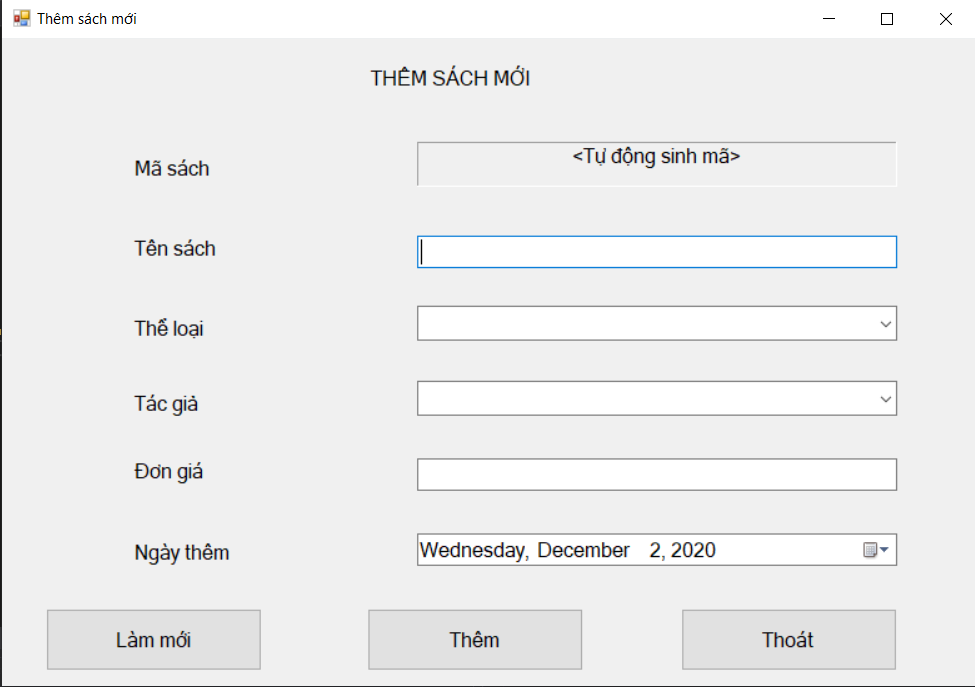 Thêm sách mới
THÊM SÁCH MỚI
Mã sách
<Tự động sinh mã>
Tên sách
Thể loại
Tác giả
Đơn giá
Ngày thêm
Wednesday, December 2, 2020
Làm mới
Thêm
Thoát